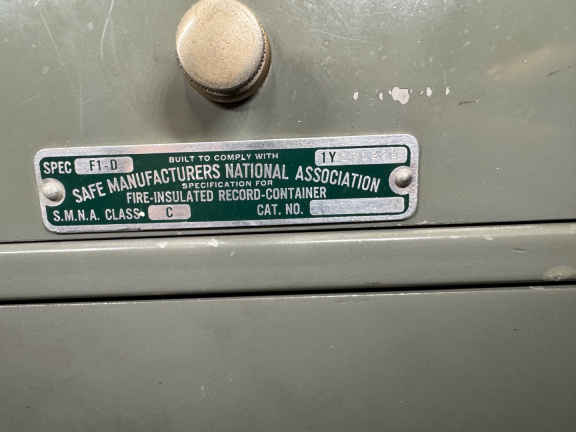 SPEC F1-D BUILT TO COMPLY WITH 1Y
SAFE MANUFACTURERS NATIONAL ASSOCIATION
SPECIFICATION FOR
FIRE-INSULATED RECORD-CONTAINER
S.M.N.A. CLASS C CAT. NO.